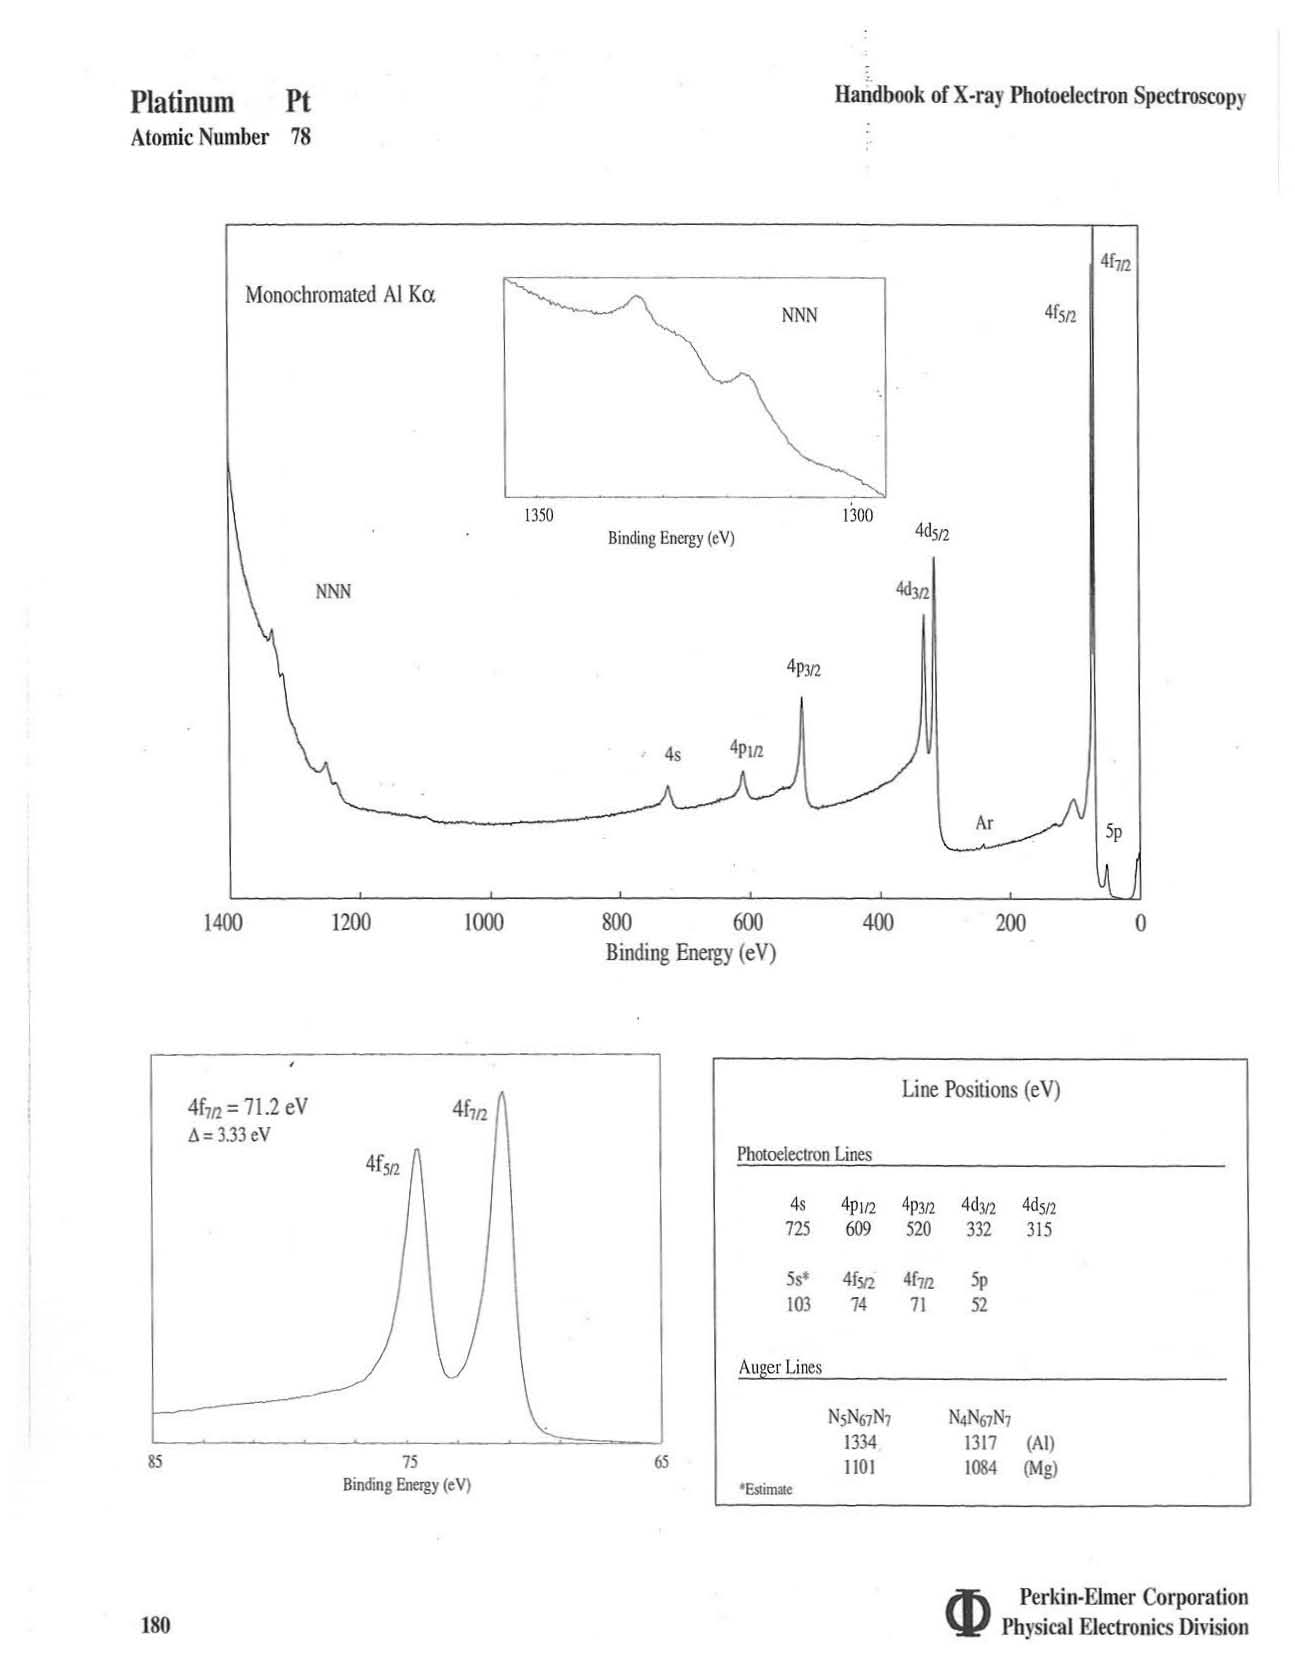 Platinum Pt
Handbook of X-ray Photoelectron Spectroscopy
Atomic Number 78
Monochromated Al Kα
NNN
4f7/2
4f5/2
1350 1300
Binding Energy (eV)
4d5/2
NNN
4d3/2
4p3/2
4s
4p1/2
Ar
5p
1400 1200 1000 800 600 400 200 0
Binding Energy (eV)
4f7/2 = 71.2 eV
Δ = 3.33 eV
4f7/2
4f5/2
85 75 65
Binding Energy (eV)
Line Positions (eV)
Photoelectron Lines
4s 4p1/2 4p3/2 4d3/2 4d5/2
725 609 520 332 315
5s* 4f5/2 4f7/2 5p
103 74 71 52
Auger Lines
N5N67N7 N4N67N7
1334 1317 (Al)
1101 1084 (Mg)
*Estimate
180
Perkin-Elmer Corporation
Physical Electronics Division